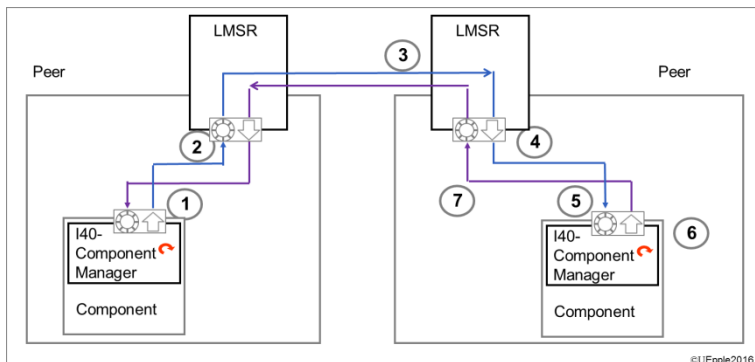 LMSR
LMSR
3
Peer
Peer
2
4
1
7
5
6
I40-
Component
Manager
Component
I40-
Component
Manager
Component
©UEpple2016